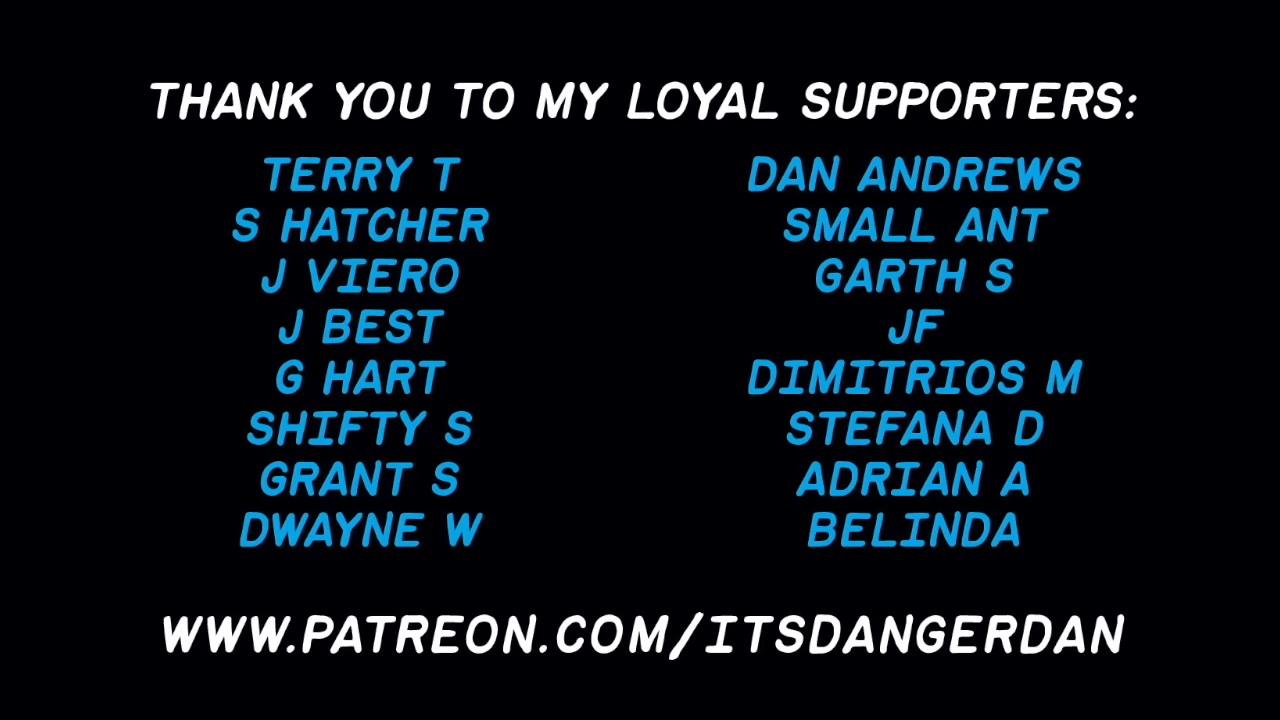 THANK YOU TO MY LOYAL SUPPORTERS:
TERRY T
S HATCHER
J VIERO
J BEST
G HART
SHIFTY S
GRANT S
DWAYNE W
DAN ANDREWS
SMALL ANT
GARTH S
JF
DIMITRIOS M
STEFANA D
ADRIAN A
BELINDA
WWW.PATREON.COM/ITSDANGERDAN